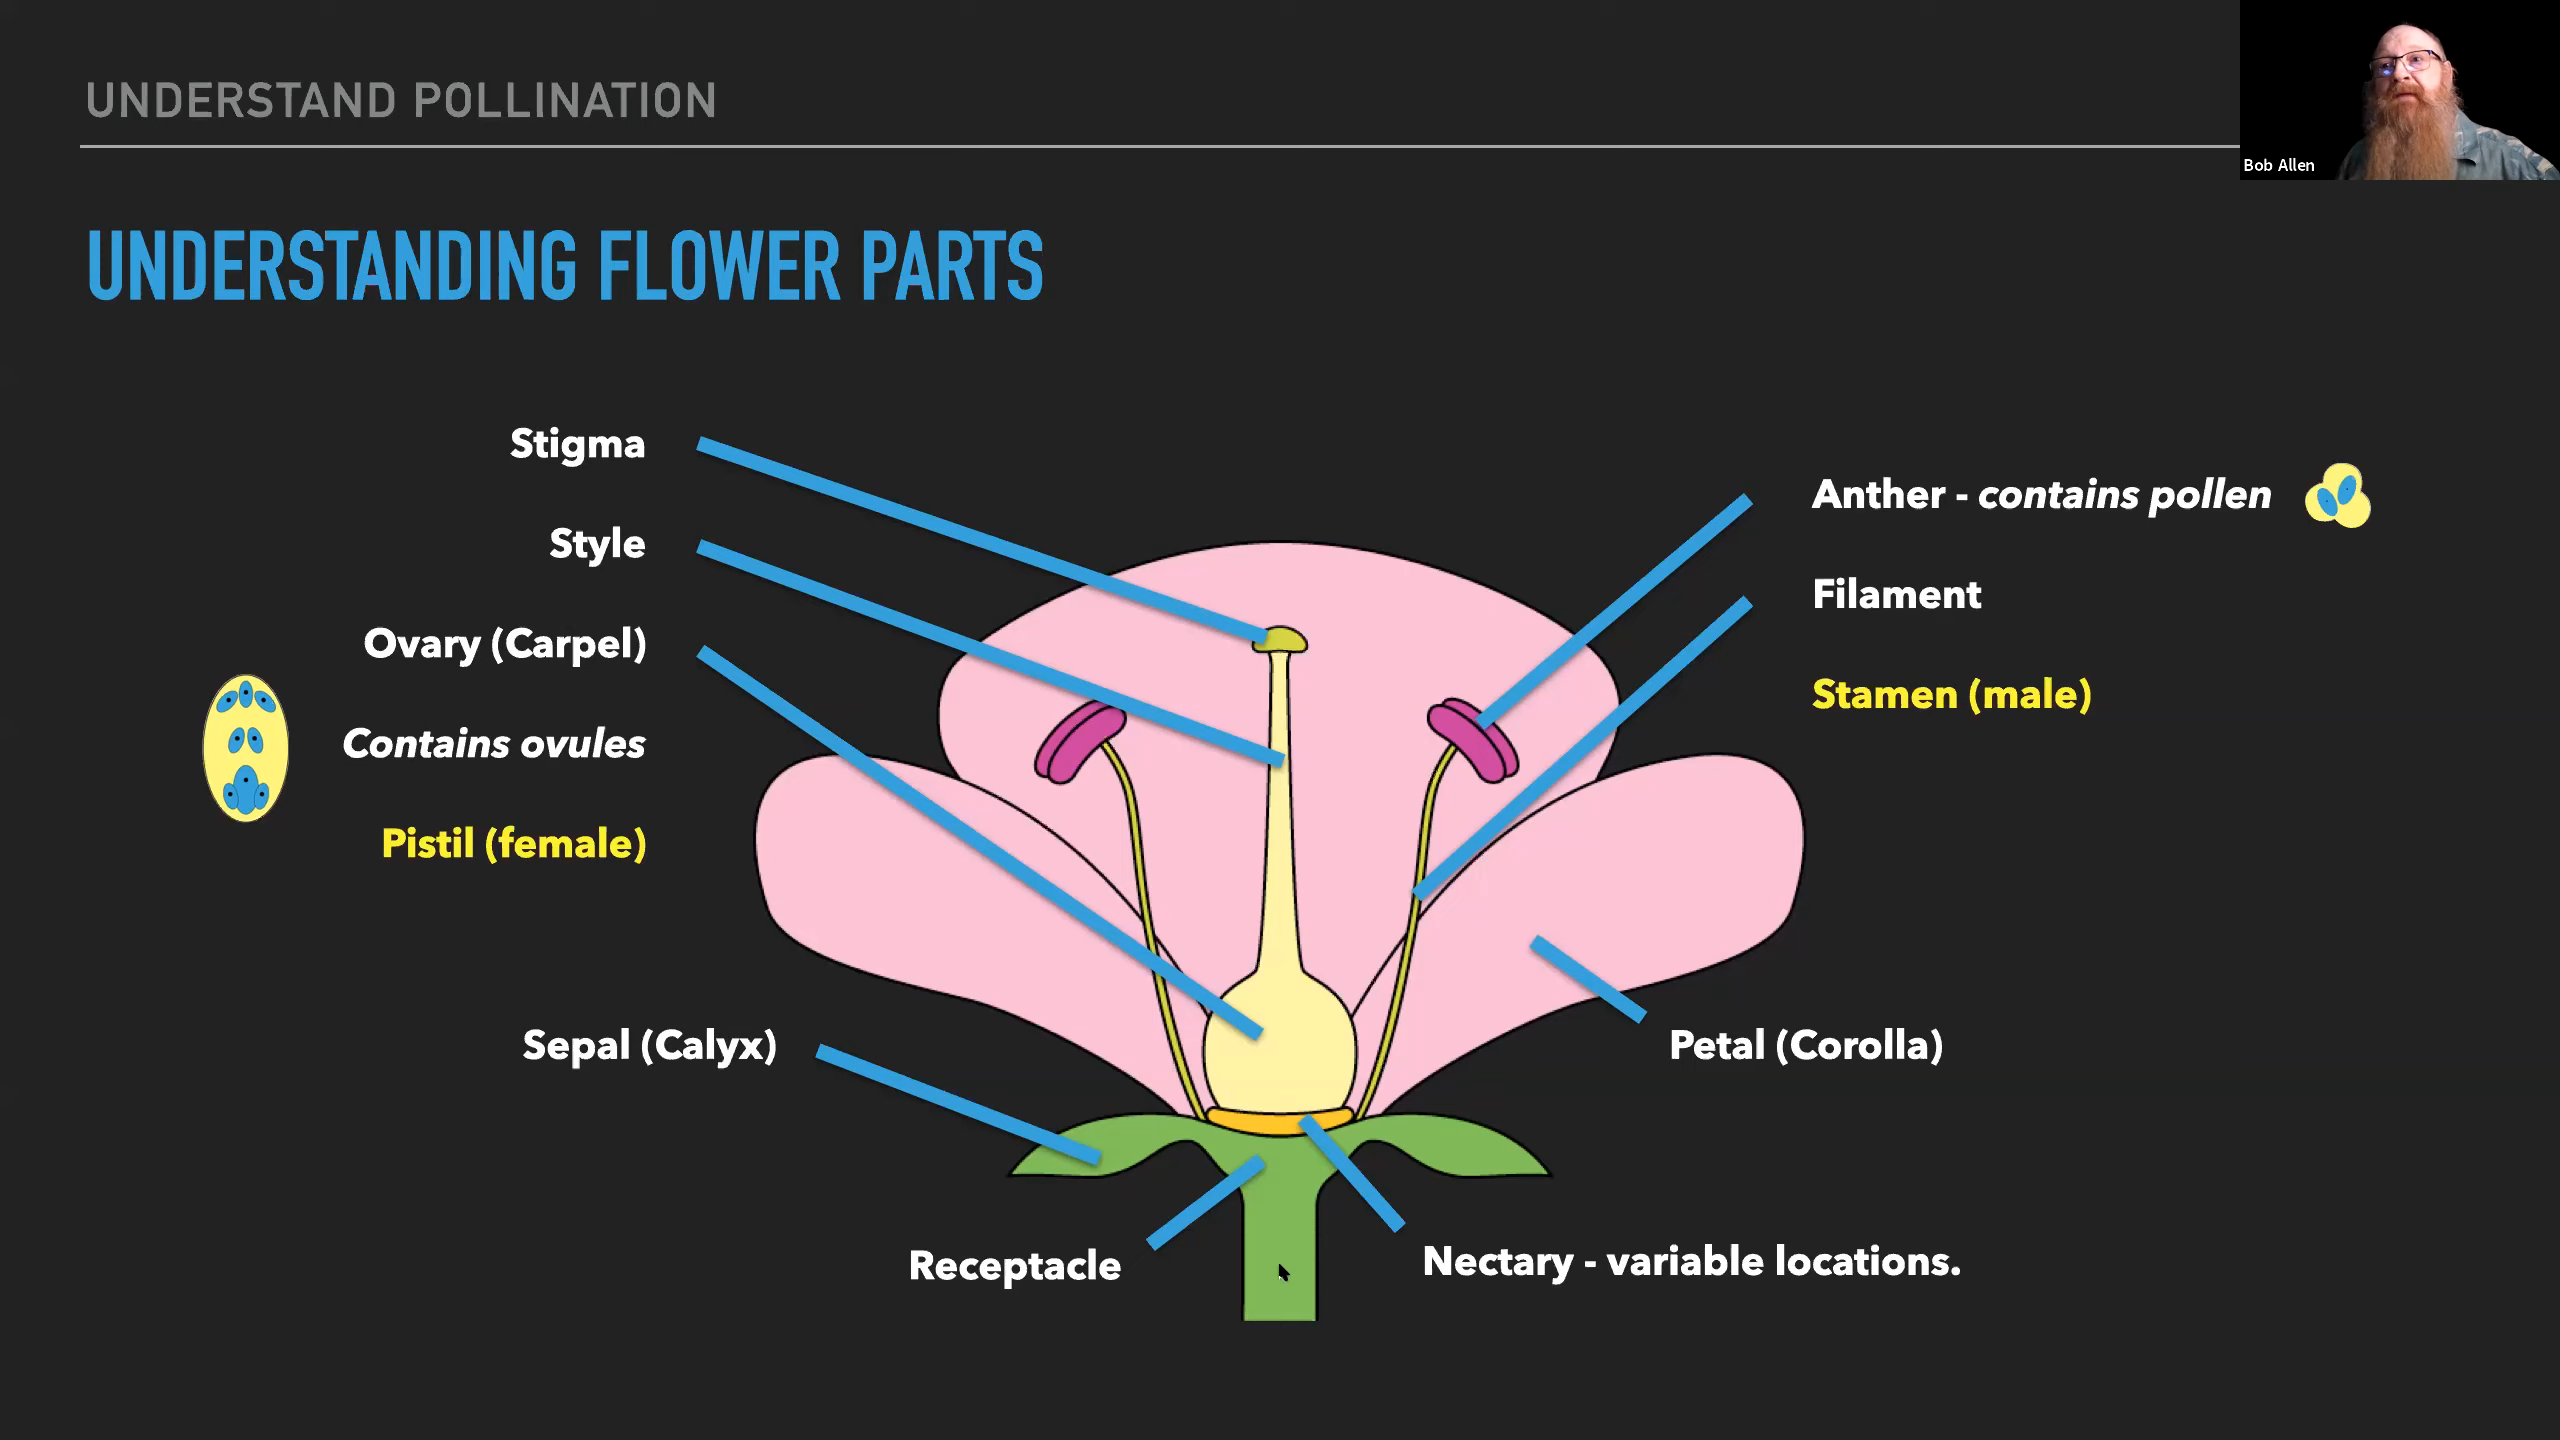 UNDERSTAND POLLINATION
Bob Allen
UNDERSTANDING FLOWER PARTS
Stigma
Style
Ovary (Carpel)
Contains ovules
Pistil (female)
Anther - contains pollen
Filament
Stamen (male)
Sepal (Calyx)
Petal (Corolla)
Receptacle
Nectary - variable locations.